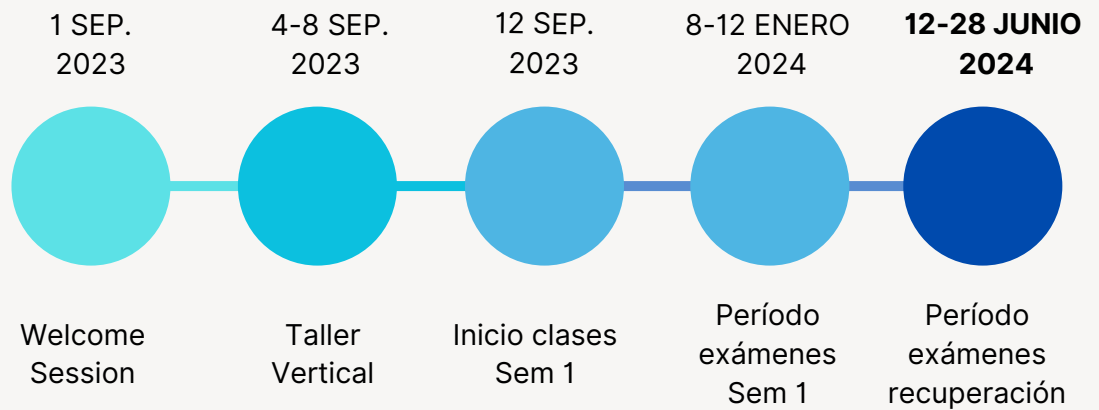 1 SEP.
2023
4-8 SEP.
2023
12 SEP.
2023
8-12 ENERO
2024
12-28 JUNIO
2024
Welcome
Session
Taller
Vertical
Inicio clases
Sem 1
Período
exámenes
Sem 1
Período
exámenes
recuperación